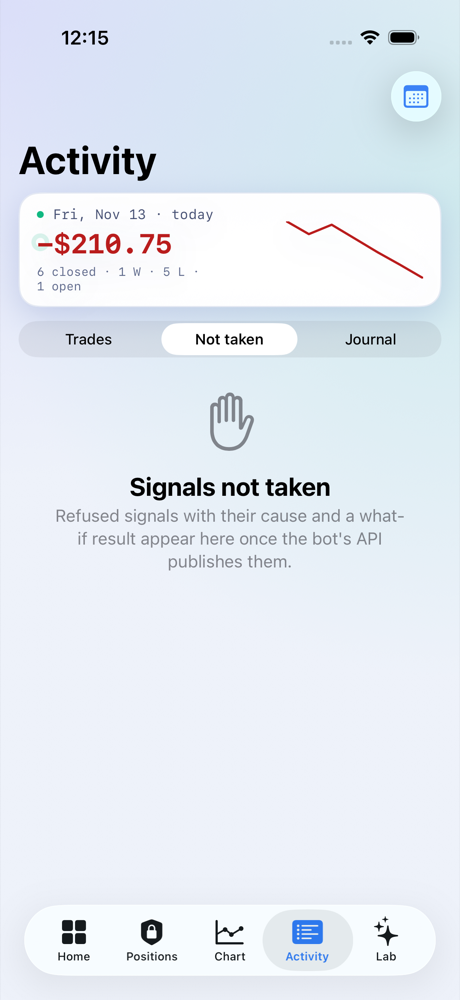 12:15
Activity
Fri, Nov 13 · today
−$210.75
6 closed · 1 W · 5 L ·
1 open
Trades
Not taken
Journal
Signals not taken
Refused signals with their cause and a what-
if result appear here once the bot's API
publishes them.
Home
Positions
Chart
Activity
Lab